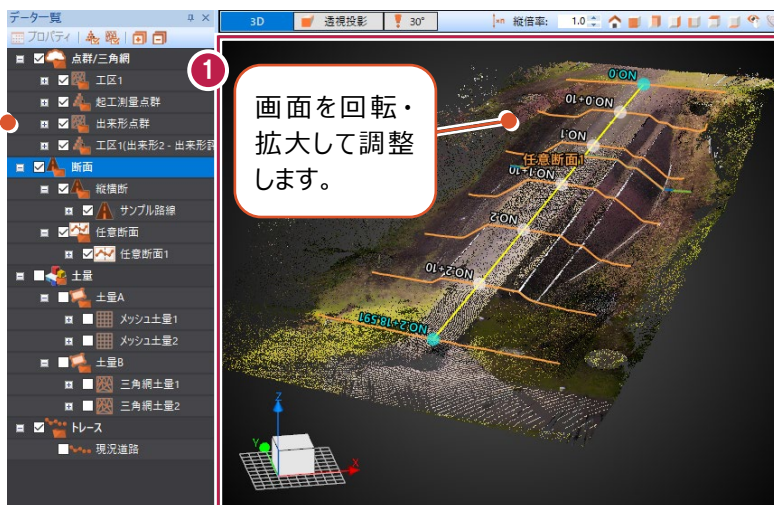 データ一覧
プロパティ
点群/三角網
工区1
起工測量点群
出来形点群
工区1(出来形2 - 出来形評
断面
縦横断
サンプル路線
任意断面
任意断面1
土量
土量A
メッシュ土量1
メッシュ土量2
土量B
三角網土量1
三角網土量2
トレース
現況道路
3D
透視投影
30°
縦倍率:
1.0
1
画面を回転・
拡大して調整
します。
NO.0
NO.0+10
NO.1
任意断面1
NO.1+10
NO.2
NO.2+10
NO.2+18.591
Z
Y
X